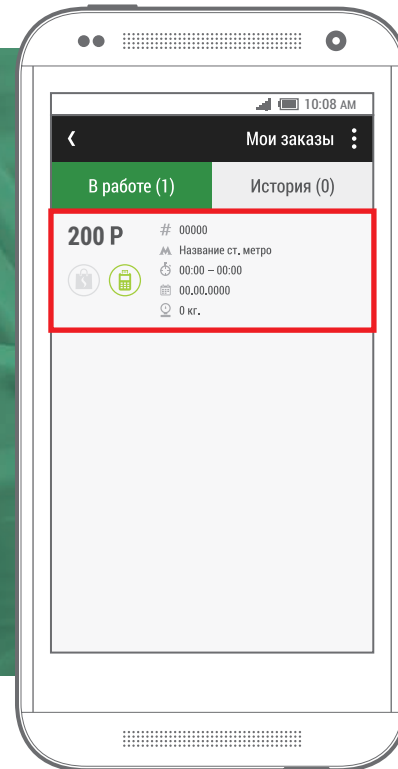 10:08 AM
Мои заказы
В работе (1)
История (0)
200 Р
# 00000
Название ст. метро
00:00 – 00:00
00.00.0000
0 кг.